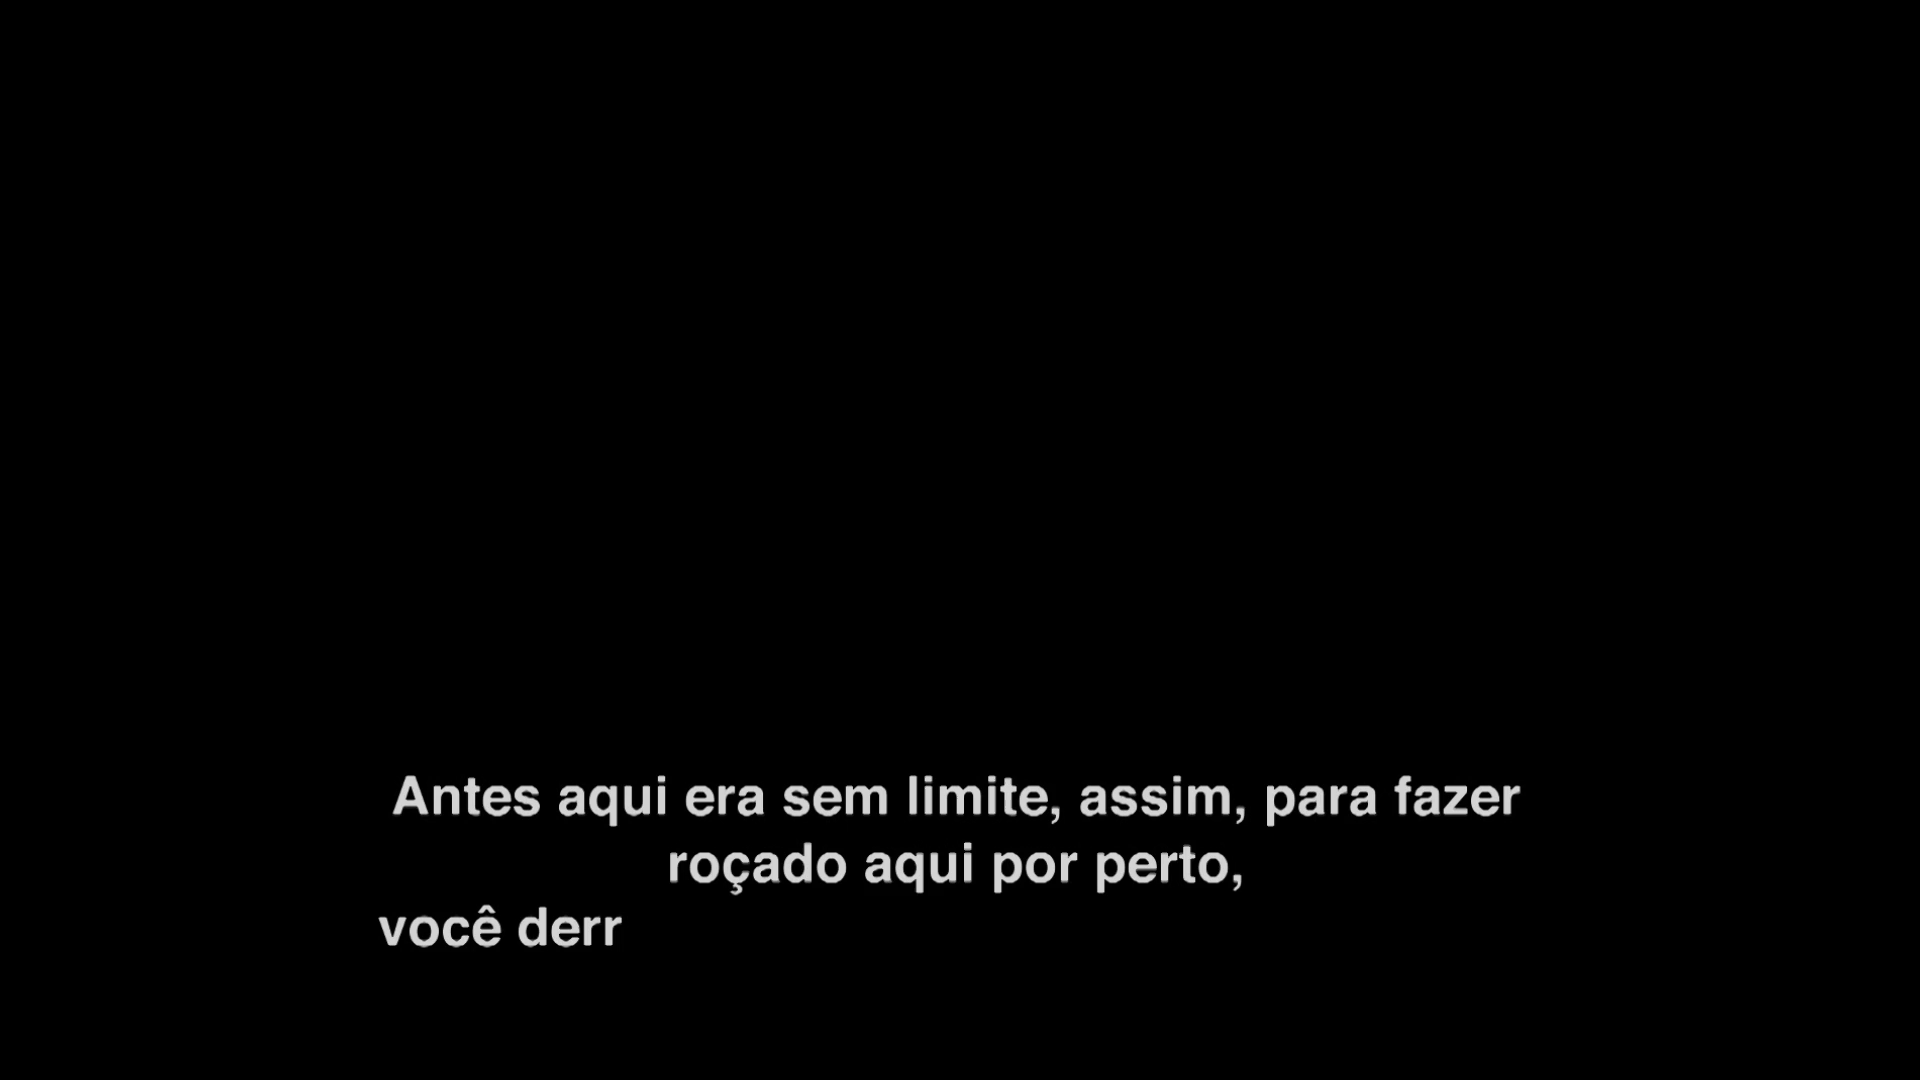 Antes aqui era sem limite, assim, para fazer
roçado aqui por perto,
você derr